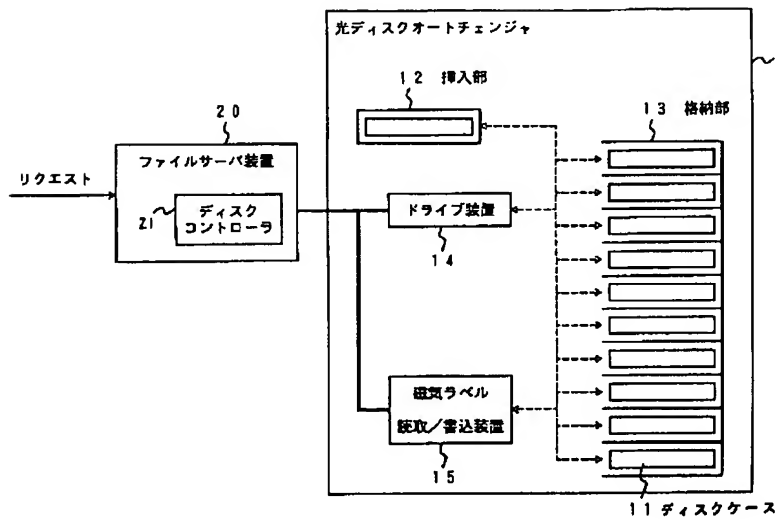 光ディスクオートチェンジャ
12 挿入部
13 格納部
20
ファイルサーバ装置
リクエスト
21
ディスク
コントローラ
ドライブ装置
14
磁気ラベル
読取/書込装置
15
11 ディスクケース